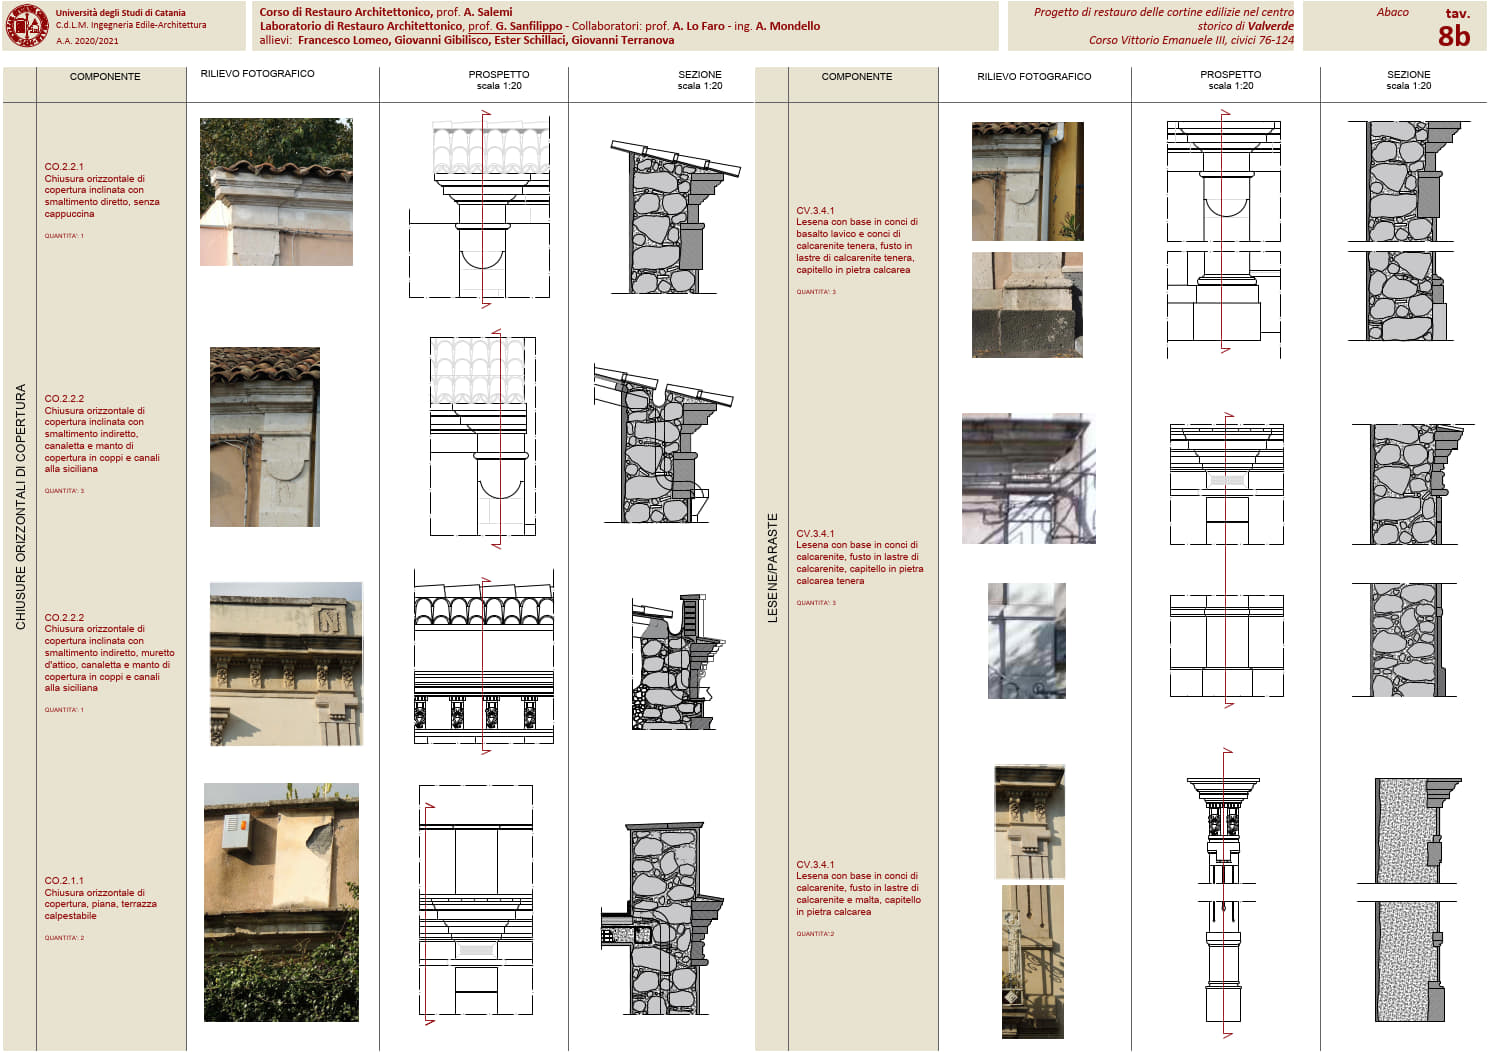 Università degli Studi di Catania
C.d.L.M. Ingegneria Edile-Architettura
A.A. 2020/2021
Corso di Restauro Architettonico, prof. A. Salemi
Laboratorio di Restauro Architettonico, prof. G. Sanfilippo - Collaboratori: prof. A. Lo Faro - ing. A. Mondello
allievi: Francesco Lomeo, Giovanni Gibilisco, Ester Schillaci, Giovanni Terranova
Progetto di restauro delle cortine edilizie nel centro
storico di Valverde
Corso Vittorio Emanuele III, civici 76-124
Abaco
tav.
8b
COMPONENTE
RILIEVO FOTOGRAFICO
PROSPETTO
scala 1:20
SEZIONE
scala 1:20
COMPONENTE
RILIEVO FOTOGRAFICO
PROSPETTO
scala 1:20
SEZIONE
scala 1:20
CHIUSURE ORIZZONTALI DI COPERTURA
CO.2.2.1
Chiusura orizzontale di
copertura inclinata con
smaltimento diretto, senza
cappuccina
QUANTITA': 1
CO.2.2.2
Chiusura orizzontale di
copertura inclinata con
smaltimento indiretto,
canaletta e manto di
copertura in coppi e canali
alla siciliana
QUANTITA': 3
CO.2.2.2
Chiusura orizzontale di
copertura inclinata con
smaltimento indiretto, muretto
d'attico, canaletta e manto di
copertura in coppi e canali
alla siciliana
QUANTITA': 1
CO.2.1.1
Chiusura orizzontale di
copertura, piana, terrazza
calpestabile
QUANTITA': 2
LESENE/PARASTE
CV.3.4.1
Lesena con base in conci di
basalto lavico e conci di
calcarenite tenera, fusto in
lastre di calcarenite tenera,
capitello in pietra calcarea
QUANTITA': 3
CV.3.4.1
Lesena con base in conci di
calcarenite, fusto in lastre di
calcarenite, capitello in pietra
calcarea tenera
QUANTITA': 3
CV.3.4.1
Lesena con base in conci di
calcarenite, fusto in lastre di
calcarenite e malta, capitello
in pietra calcarea
QUANTITA':2